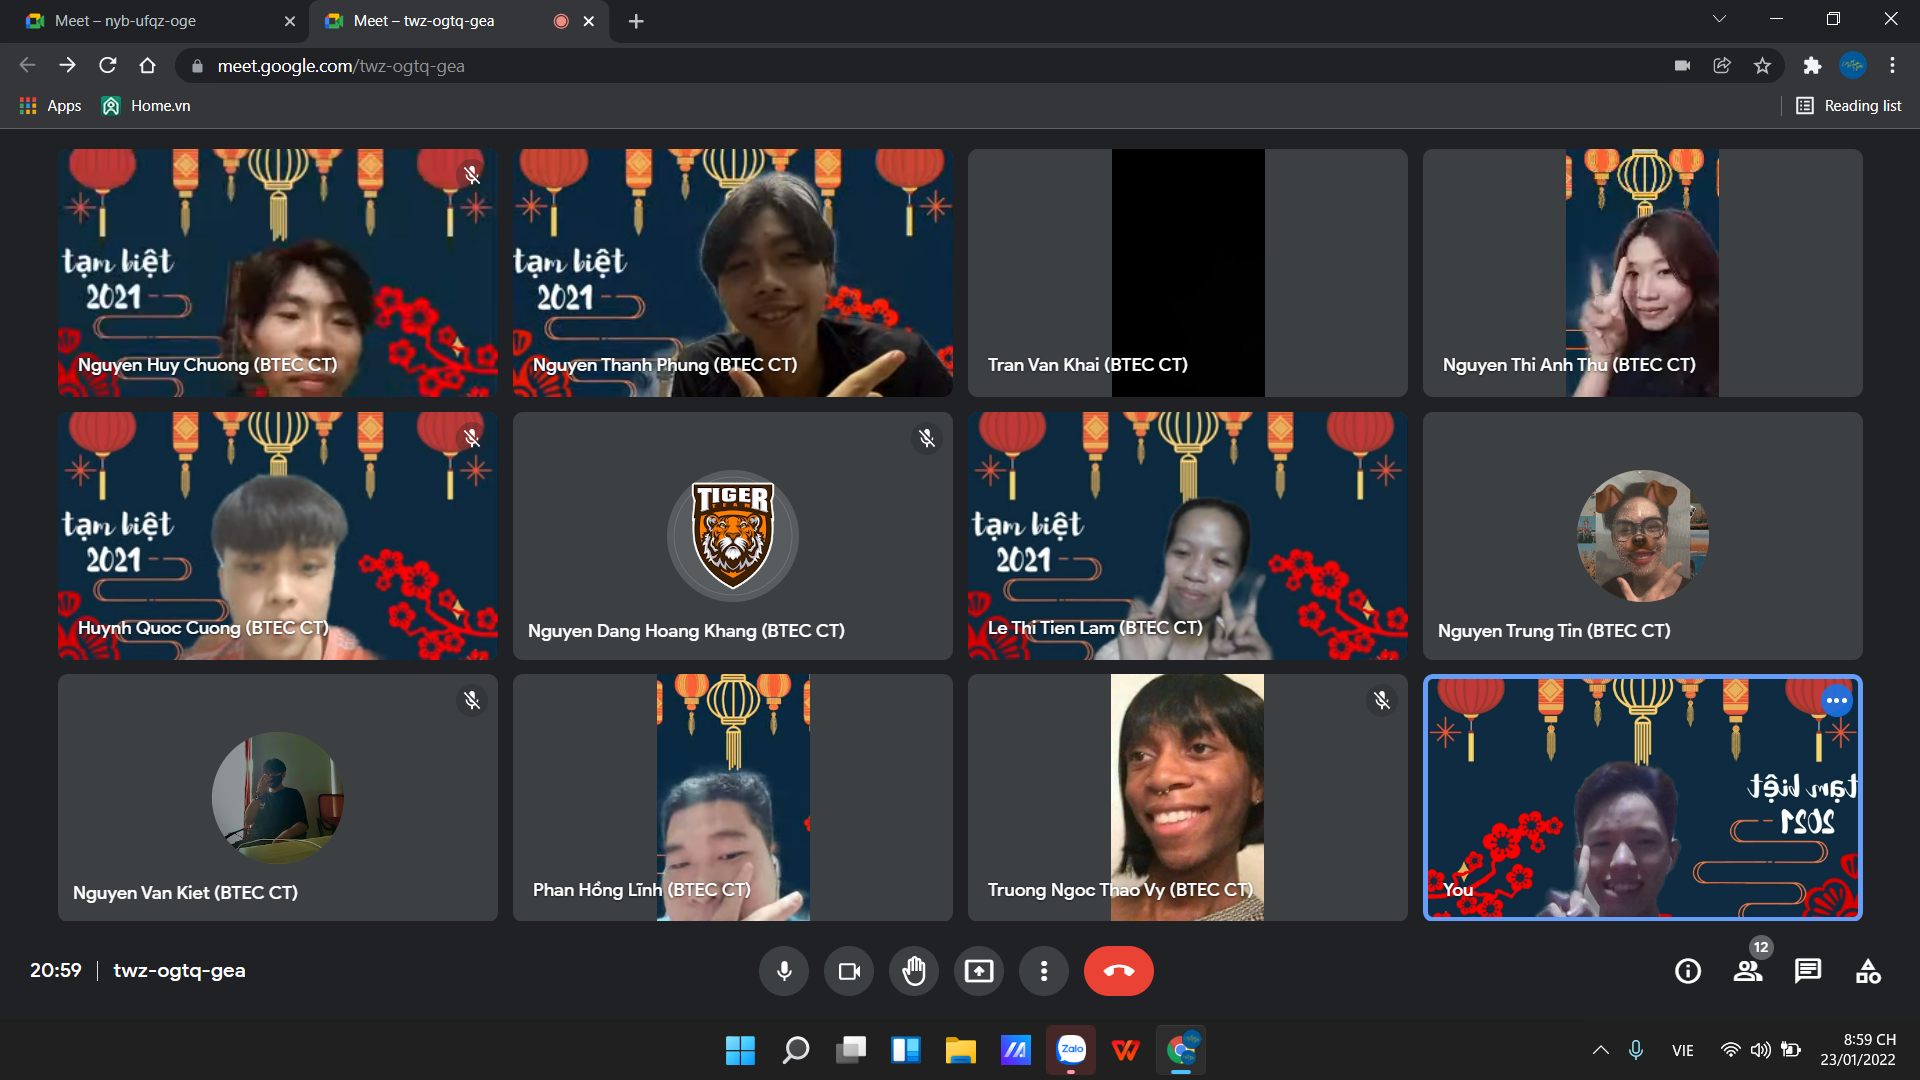 Meet – nyb-ufqz-oge
Meet – twz-ogtq-gea
meet.google.com/twz-ogtq-gea
Apps
Home.vn
Reading list
tạm biệt
2021
Nguyen Huy Chuong (BTEC CT)
tạm biệt
2021
Nguyen Thanh Phung (BTEC CT)
Tran Van Khai (BTEC CT)
Nguyen Thi Anh Thu (BTEC CT)
tạm biệt
2021
Huynh Quoc Cuong (BTEC CT)
TIGER
TEAM
Nguyen Dang Hoang Khang (BTEC CT)
tạm biệt
2021
Le Thi Tien Lam (BTEC CT)
Nguyen Trung Tin (BTEC CT)
Nguyen Van Kiet (BTEC CT)
Phan Hồng Lĩnh (BTEC CT)
Truong Ngoc Thao Vy (BTEC CT)
tạm biệt
2021
You
20:59 | twz-ogtq-gea
12
Zalo
VIE
8:59 CH
23/01/2022